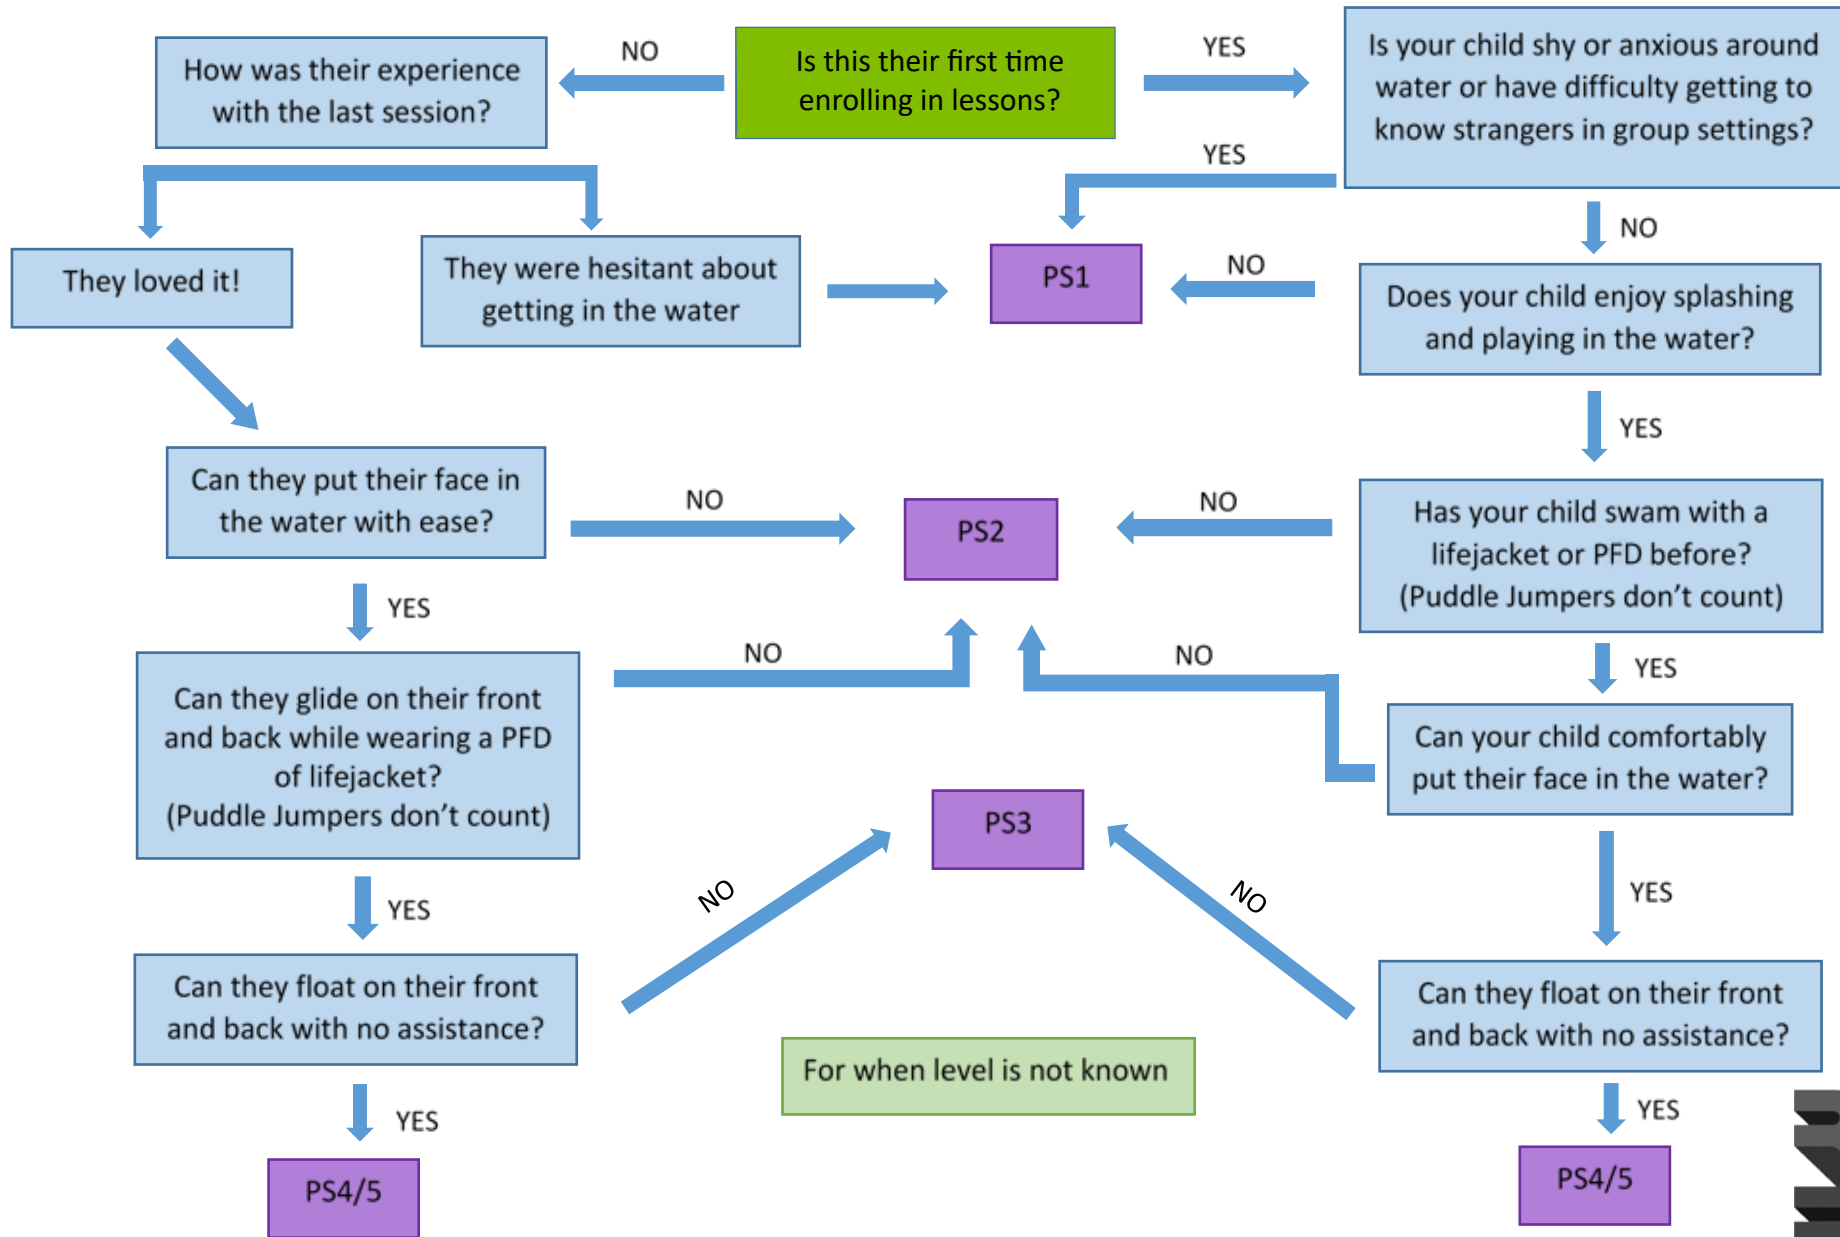 Is this their first time
enrolling in lessons?
NO
YES
How was their experience
with the last session?
Is your child shy or anxious around
water or have difficulty getting to
know strangers in group settings?
YES
NO
They loved it!
They were hesitant about
getting in the water
PS1
NO
Does your child enjoy splashing
and playing in the water?
YES
Can they put their face in
the water with ease?
NO
PS2
NO
Has your child swam with a
lifejacket or PFD before?
(Puddle Jumpers don't count)
YES
NO
NO
YES
Can they glide on their front
and back while wearing a PFD
of lifejacket?
(Puddle Jumpers don't count)
Can your child comfortably
put their face in the water?
PS3
YES
NO
NO
YES
Can they float on their front
and back with no assistance?
Can they float on their front
and back with no assistance?
For when level is not known
YES
YES
PS4/5
PS4/5